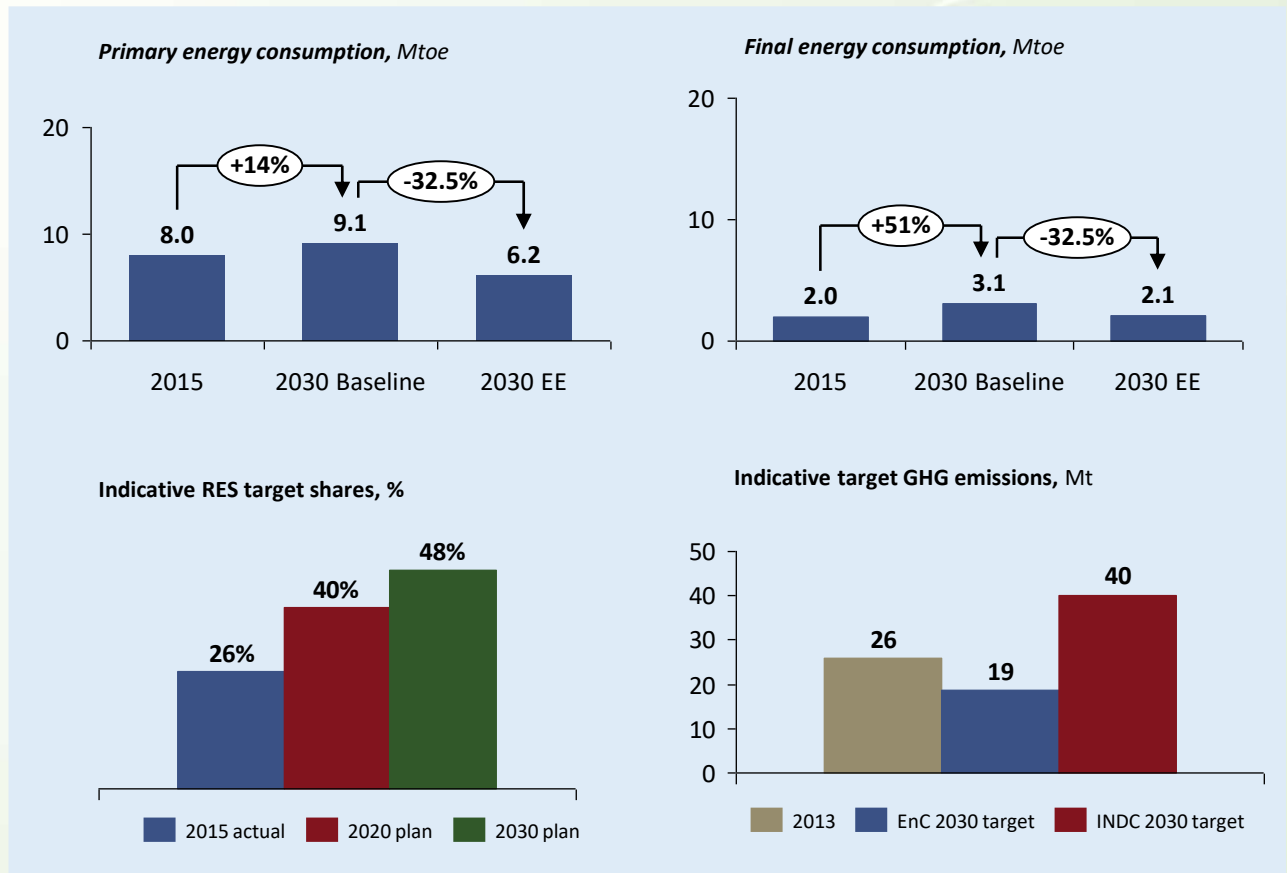 Primary energy consumption, Mtoe
20
10
0
+14%
-32.5%
8.0
9.1
6.2
2015
2030 Baseline
2030 EE
Final energy consumption, Mtoe
20
10
0
+51%
-32.5%
2.0
3.1
2.1
2015
2030 Baseline
2030 EE
Indicative RES target shares, %
26%
40%
48%
2015 actual
2020 plan
2030 plan
Indicative target GHG emissions, Mt
50
40
30
20
10
0
26
19
40
2013
EnC 2030 target
INDC 2030 target